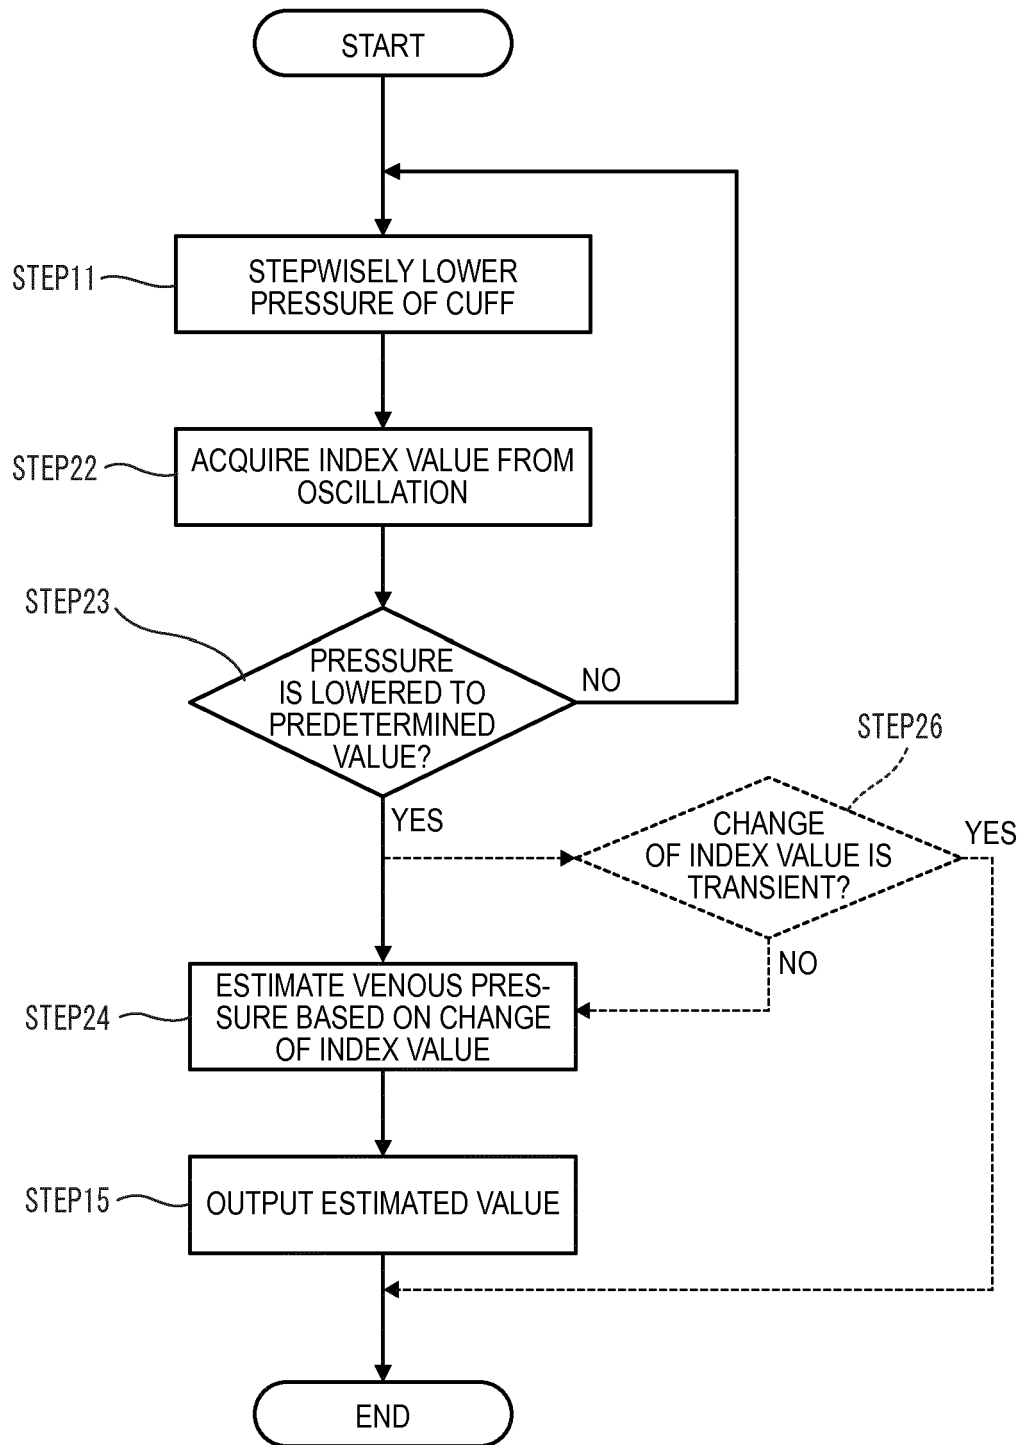 START
STEP11
STEPWISELY LOWER
PRESSURE OF CUFF
STEP22
ACQUIRE INDEX VALUE FROM
OSCILLATION
STEP23
PRESSURE
IS LOWERED TO
PREDETERMINED
VALUE?
NO
YES
STEP26
CHANGE
OF INDEX VALUE IS
TRANSIENT?
YES
NO
STEP24
ESTIMATE VENOUS PRES-
SURE BASED ON CHANGE
OF INDEX VALUE
STEP15
OUTPUT ESTIMATED VALUE
END